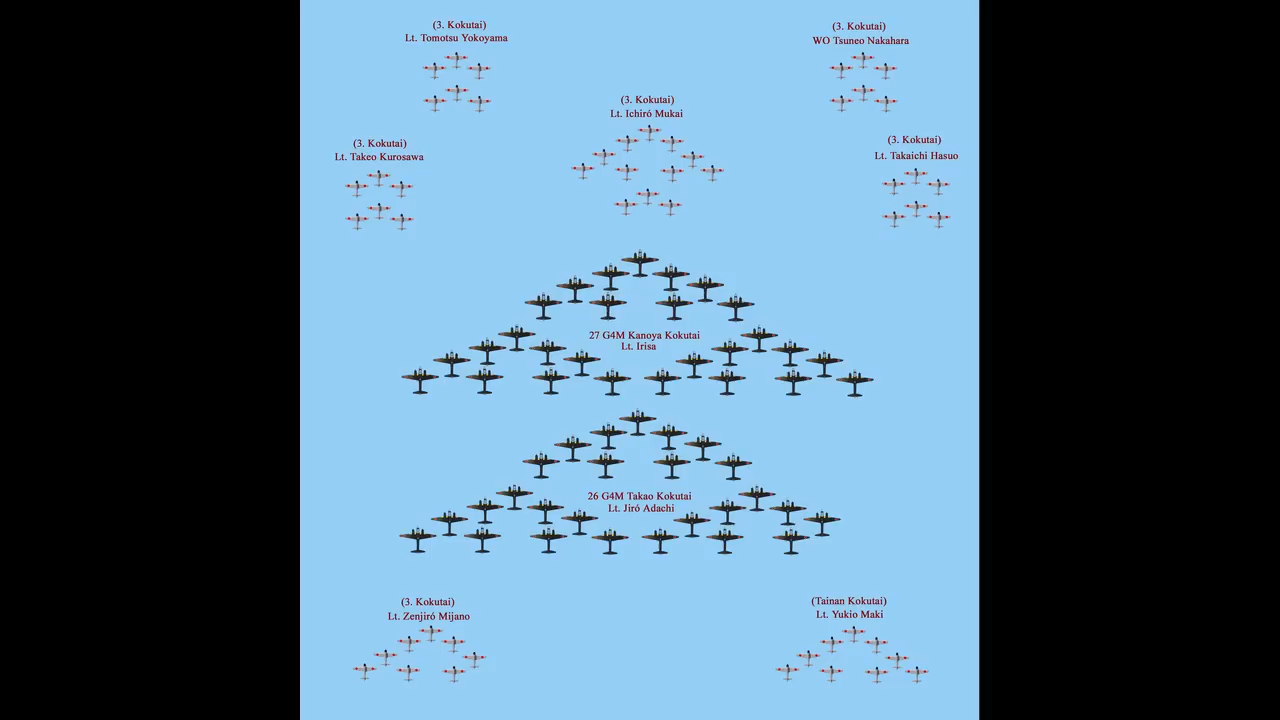 (3. Kokutai)
Lt. Tomotsu Yokoyama
(3. Kokutai)
WO Tsuneo Nakahara
(3. Kokutai)
Lt. Ichiró Mukai
(3. Kokutai)
Lt. Takeo Kurosawa
(3. Kokutai)
Lt. Takaichi Hasuo
27 G4M Kanoya Kokutai
Lt. Irisa
26 G4M Takao Kokutai
Lt. Jiró Adachi
(3. Kokutai)
Lt. Zenjiró Mijano
(Tainan Kokutai)
Lt. Yukio Maki